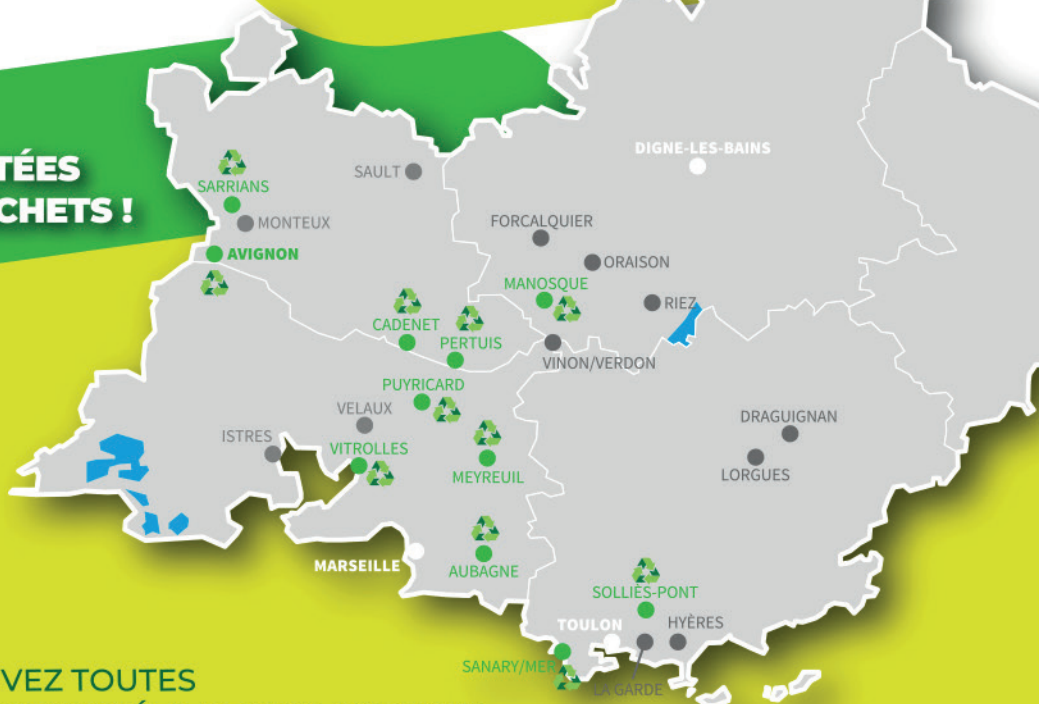 TÉES
CHETS !
DIGNE-LES-BAINS
SAULT
SARRIANS
MONTEUX
AVIGNON
FORCALQUIER
ORAISON
MANOSQUE
RIEZ
CADENET
PERTUIS
VINON/VERDON
PUYRICARD
VELAUX
DRAGUIGNAN
ISTRES
VITROLLES
MEYREUIL
LORGUES
MARSEILLE
AUBAGNE
SOLLIÈS-PONT
TOULON
HYÈRES
SANARY/MER
LA GARDE
VEZ TOUTES